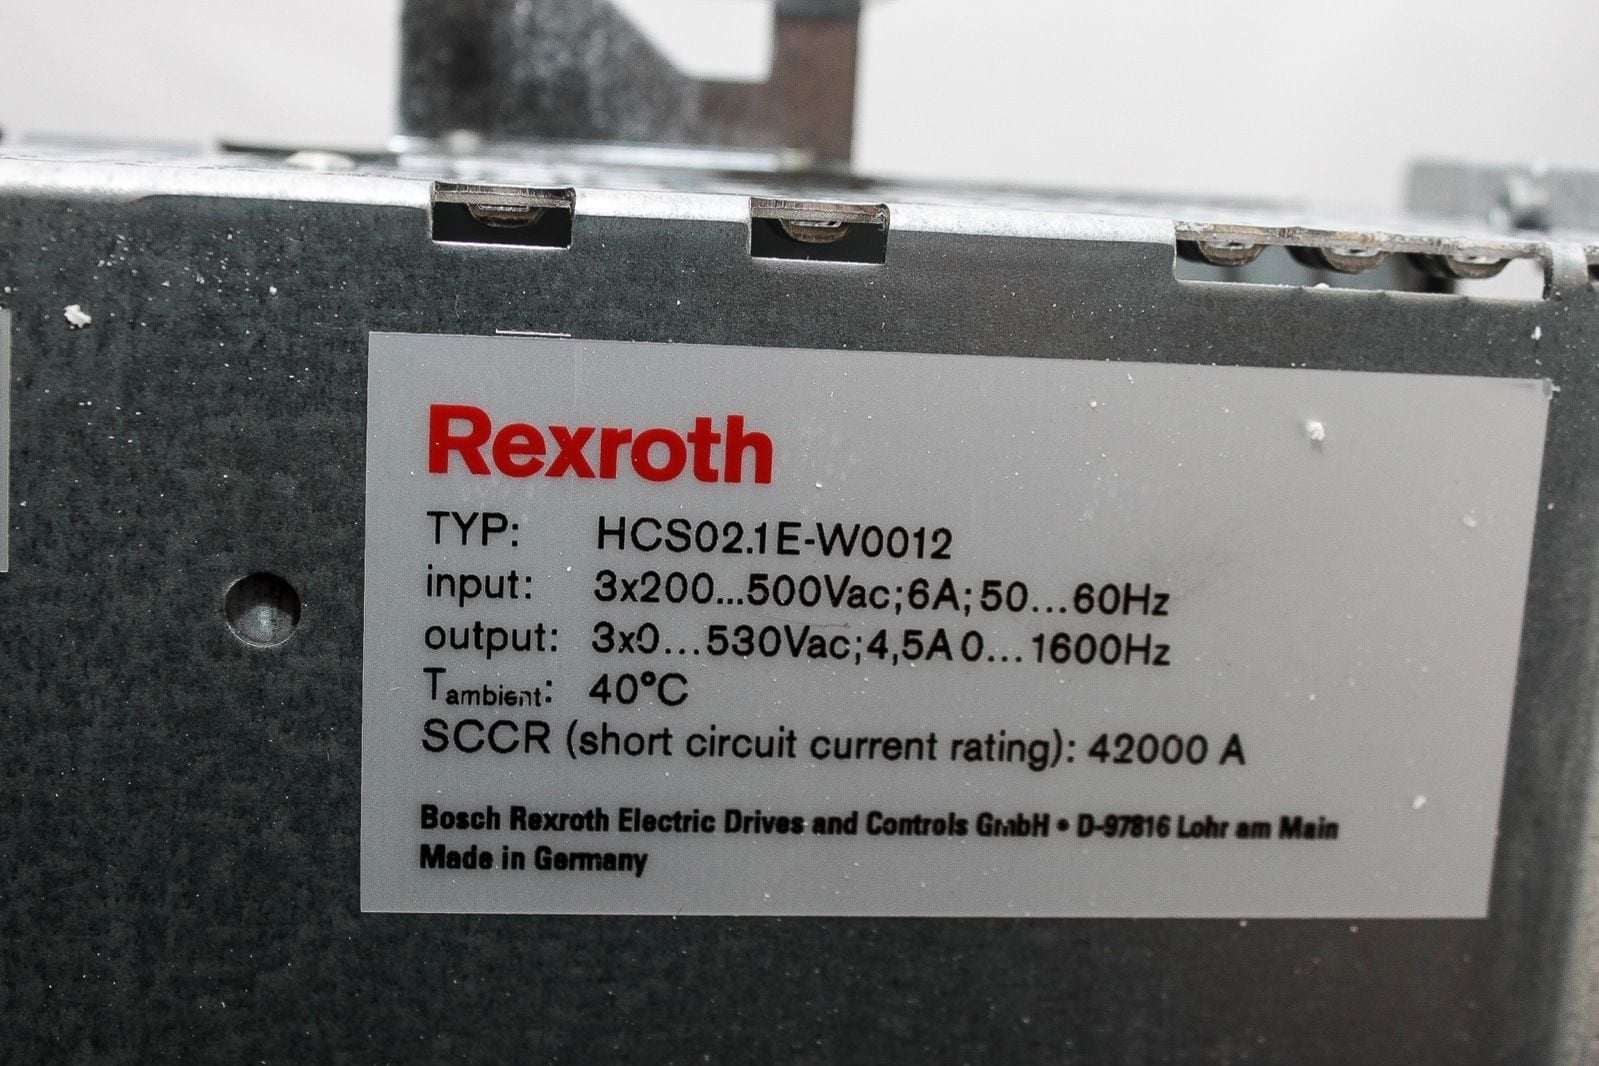 Rexroth
TYP: HCS02.1E-W0012
input: 3x200...500Vac;6A;50...60Hz
output: 3x0...530Vac;4,5A 0...1600Hz
Tambient: 40°C
SCCR (short circuit current rating): 42000 A
Bosch Rexroth Electric Drives and Controls GmbH • D-97816 Lohr am Main
Made in Germany